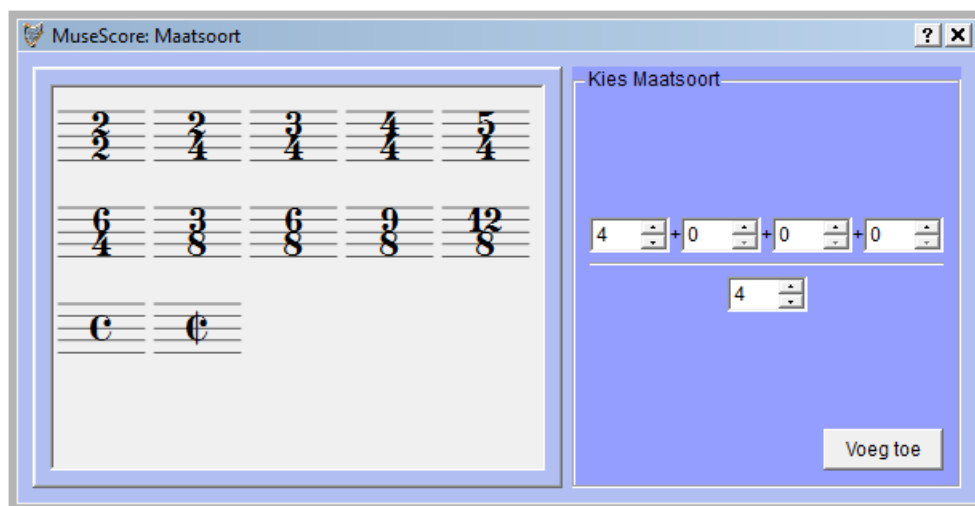 MuseScore: Maatsoort
? X
2 2 3 4 5
2 4 4 4 4
6 3 6 9 12
4 8 8 8 8
Kies Maatsoort
4 + 0 + 0 + 0
4
Voeg toe